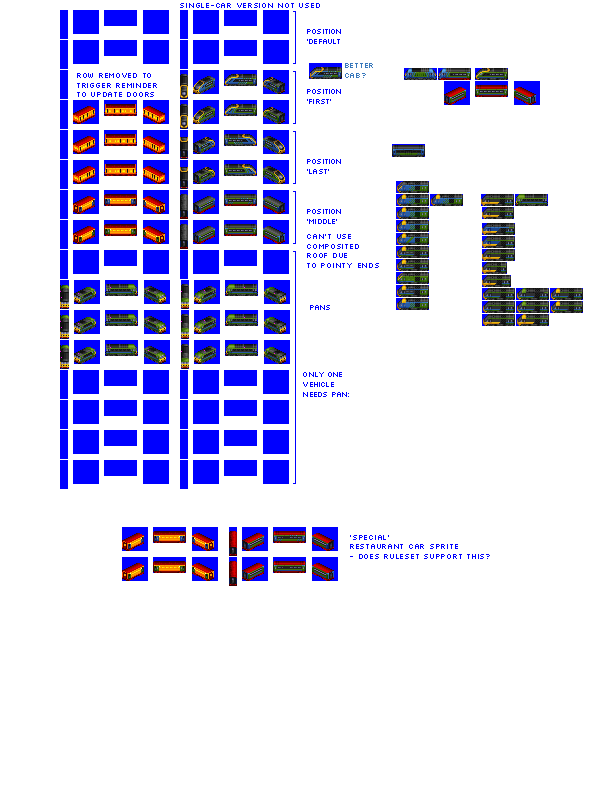 SINGLE-CAR VERSION NOT USED
POSITION
'DEFAULT
BETTER
CAB?
ROW REMOVED TO
TRIGGER REMINDER
TO UPDATE DOORS
POSITION
'FIRST'
POSITION
'LAST'
POSITION
'MIDDLE'
CAN'T USE
COMPOSITED
ROOF DUE
TO POINTY ENDS
PANS
ONLY ONE
VEHICLE
NEEDS PAN:
'SPECIAL'
RESTAURANT CAR SPRITE
- DOES RULESET SUPPORT THIS?